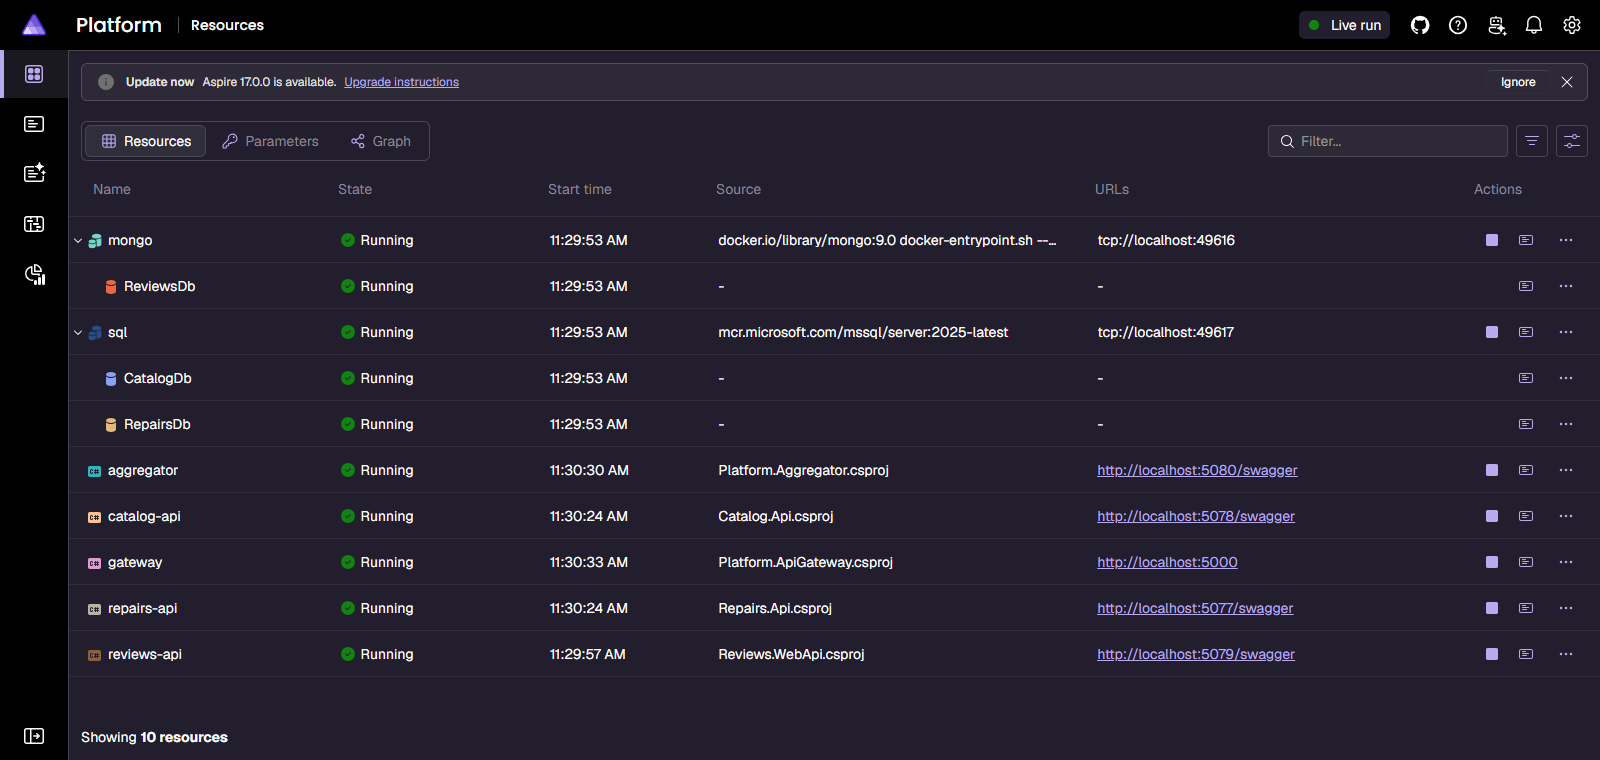 Platform | Resources Live run
Update now Aspire 17.0.0 is available. Upgrade instructions Ignore
Resources Parameters Graph Filter...
Name State Start time Source URLs Actions
mongo Running 11:29:53 AM docker.io/library/mongo:9.0 docker-entrypoint.sh --... tcp://localhost:49616
ReviewsDb Running 11:29:53 AM - -
sql Running 11:29:53 AM mcr.microsoft.com/mssql/server:2025-latest tcp://localhost:49617
CatalogDb Running 11:29:53 AM - -
RepairsDb Running 11:29:53 AM - -
C# aggregator Running 11:30:30 AM Platform.Aggregator.csproj http://localhost:5080/swagger
C# catalog-api Running 11:30:24 AM Catalog.Api.csproj http://localhost:5078/swagger
C# gateway Running 11:30:33 AM Platform.ApiGateway.csproj http://localhost:5000
C# repairs-api Running 11:30:24 AM Repairs.Api.csproj http://localhost:5077/swagger
C# reviews-api Running 11:29:57 AM Reviews.WebApi.csproj http://localhost:5079/swagger
Showing 10 resources